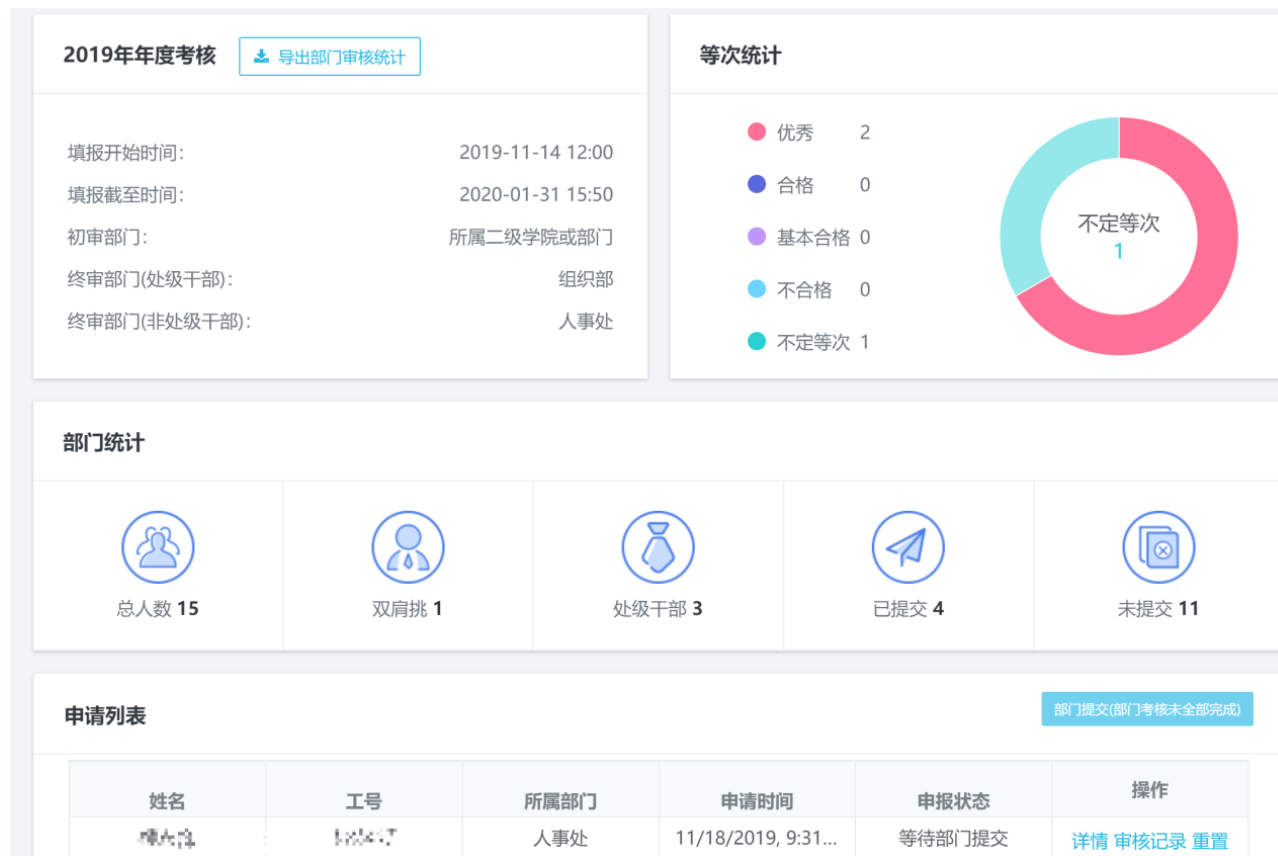 2019年年度考核
导出部门审核统计
填报开始时间: 2019-11-14 12:00
填报截至时间: 2020-01-31 15:50
初审部门: 所属二级学院或部门
终审部门(处级干部): 组织部
终审部门(非处级干部): 人事处
等次统计
优秀 2
合格 0
基本合格 0
不合格 0
不定等次 1
不定等次
1
部门统计
总人数 15
双肩挑 1
处级干部 3
已提交 4
未提交 11
申请列表
部门提交(部门考核未全部完成)
姓名 工号 所属部门 申请时间 申报状态 操作
人事处 11/18/2019, 9:31... 等待部门提交 详情 审核记录 重置